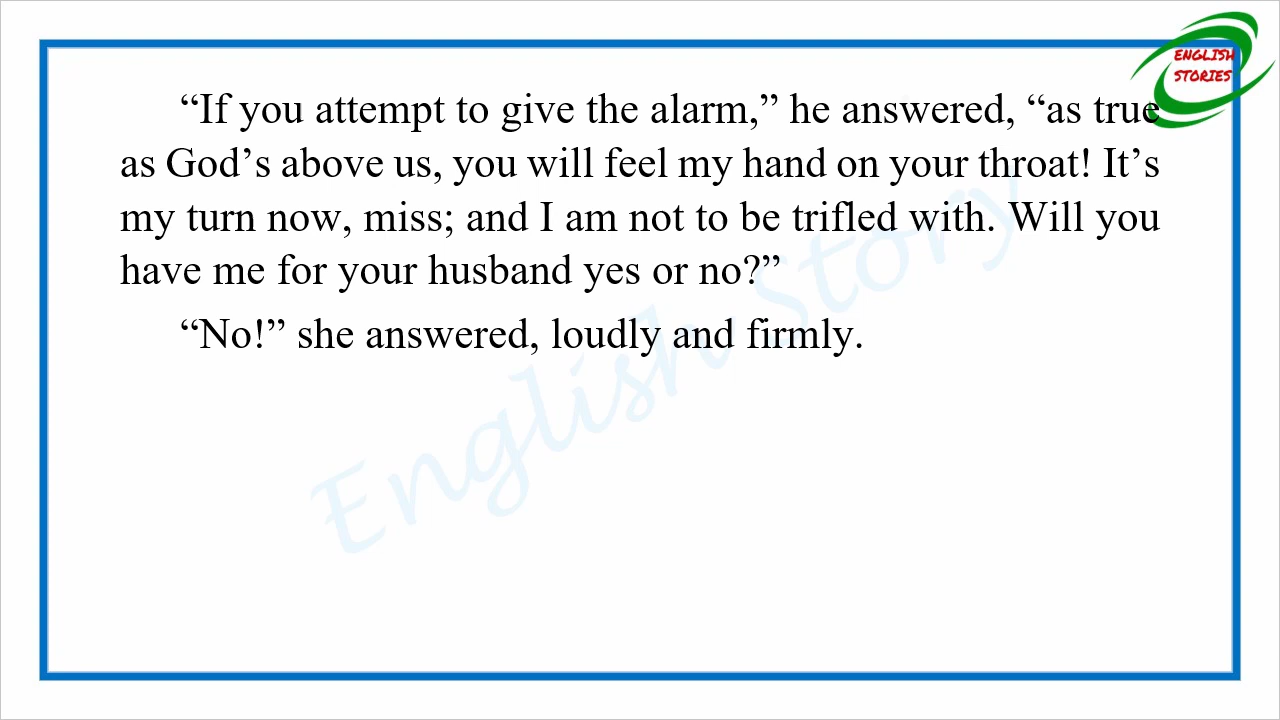 ENGLISH
STORIES
“If you attempt to give the alarm,” he answered, “as true
as God’s above us, you will feel my hand on your throat! It’s
my turn now, miss; and I am not to be trifled with. Will you
have me for your husband yes or no?”
“No!” she answered, loudly and firmly.
English Story